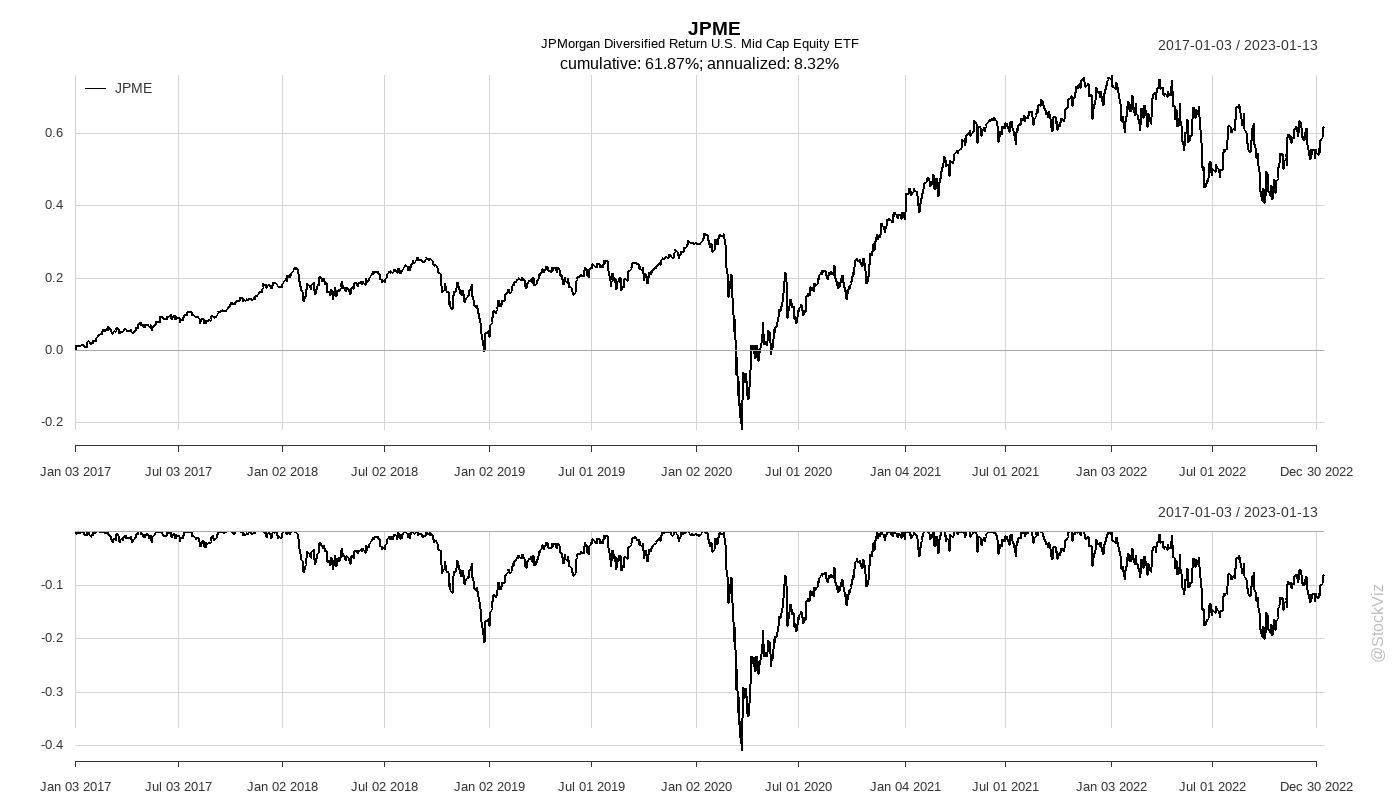 JPME
JPMorgan Diversified Return U.S. Mid Cap Equity ETF
2017-01-03 / 2023-01-13
cumulative: 61.87%; annualized: 8.32%
JPME
0.6
0.4
0.2
0.0
-0.2
Jan 03 2017 Jul 03 2017 Jan 02 2018 Jul 02 2018 Jan 02 2019 Jul 01 2019 Jan 02 2020 Jul 01 2020 Jan 04 2021 Jul 01 2021 Jan 03 2022 Jul 01 2022 Dec 30 2022
2017-01-03 / 2023-01-13
-0.1
-0.2
-0.3
-0.4
Jan 03 2017 Jul 03 2017 Jan 02 2018 Jul 02 2018 Jan 02 2019 Jul 01 2019 Jan 02 2020 Jul 01 2020 Jan 04 2021 Jul 01 2021 Jan 03 2022 Jul 01 2022 Dec 30 2022
@StockViz